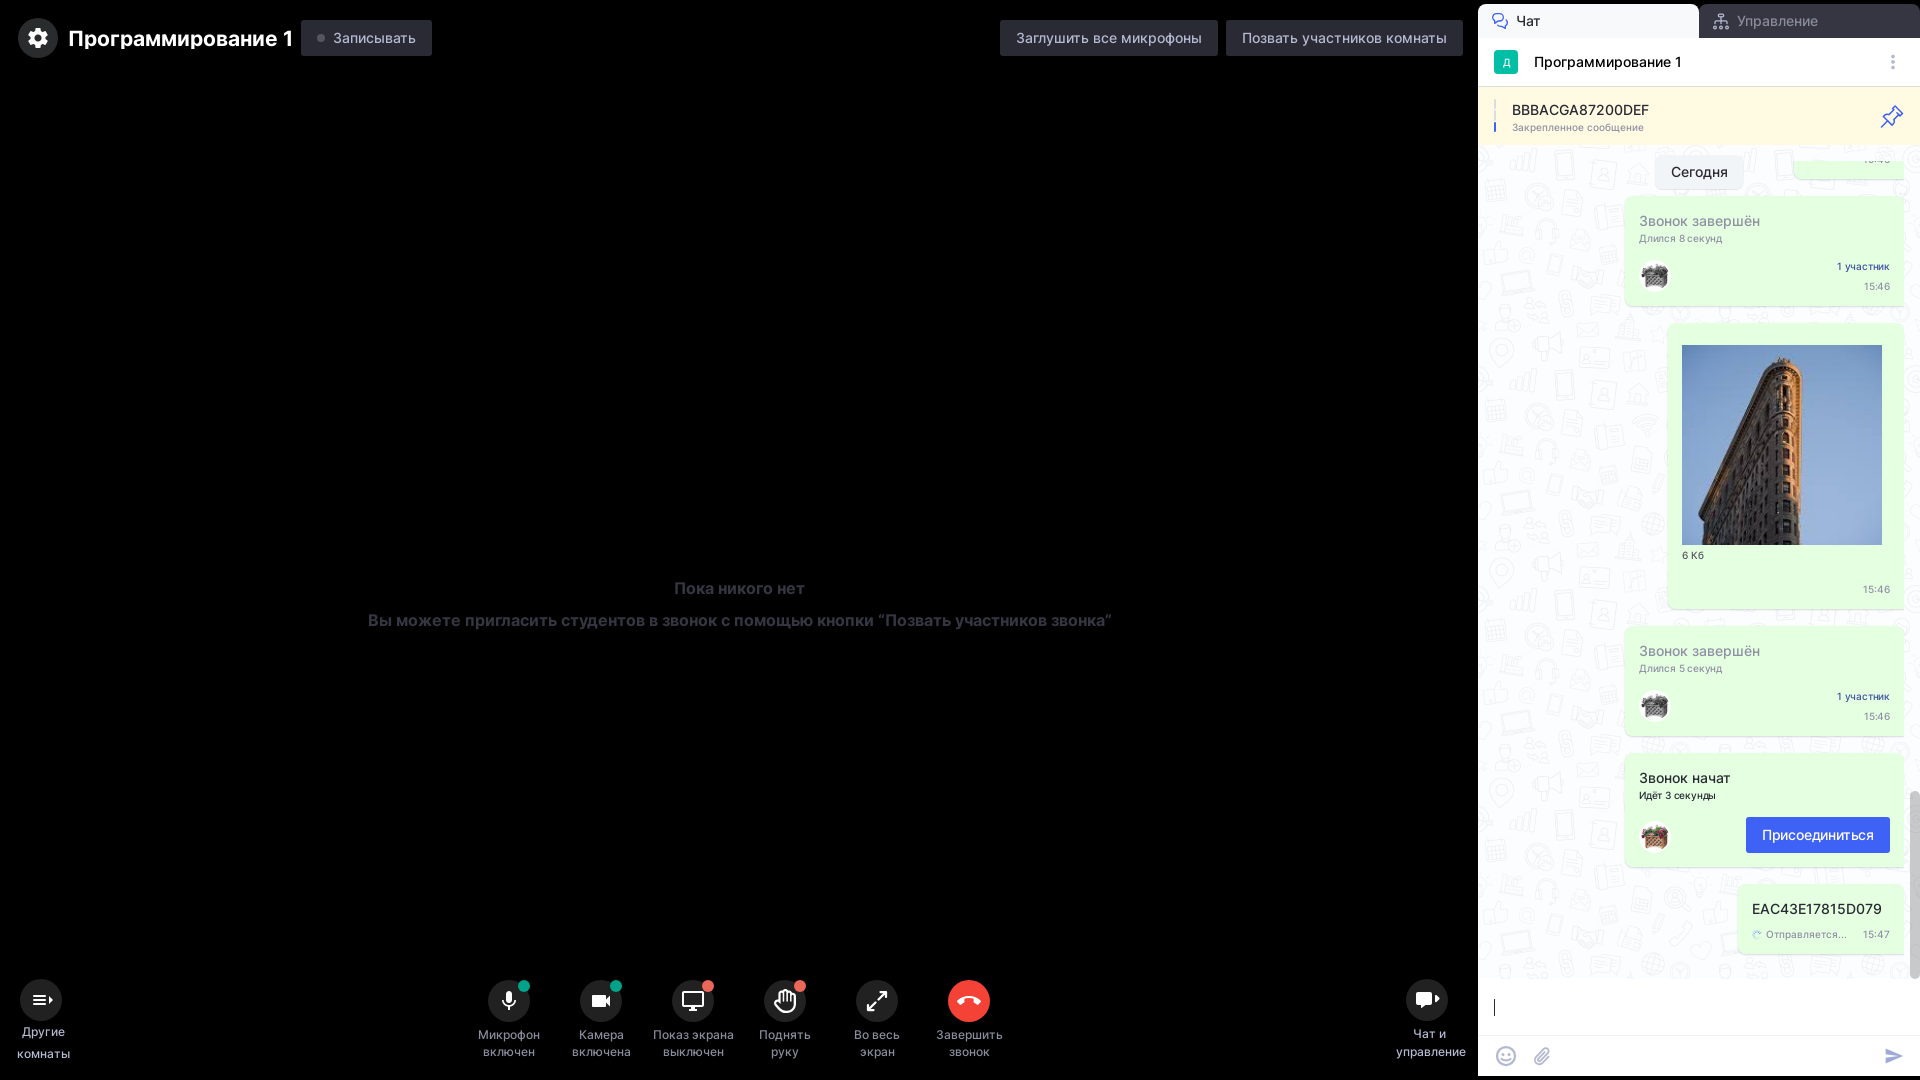 Программирование 1
Записывать
Заглушить все микрофоны
Позвать участников комнаты
Пока никого нет
Вы можете пригласить студентов в звонок с помощью кнопки “Позвать участников звонка”
Другие
комнаты
Микрофон
включен
Камера
включена
Показ экрана
выключен
Поднять
руку
Во весь
экран
Завершить
звонок
Чат и
управление
Чат
Управление
Д
Программирование 1
BBBACGA87200DEF
Закрепленное сообщение
Сегодня
Звонок завершён
Длился 8 секунд
1 участник
15:46
6 Кб
15:46
Звонок завершён
Длился 5 секунд
1 участник
15:46
Звонок начат
Идёт 3 секунды
Присоединиться
EAC43E17815D079
Отправляется...
15:47